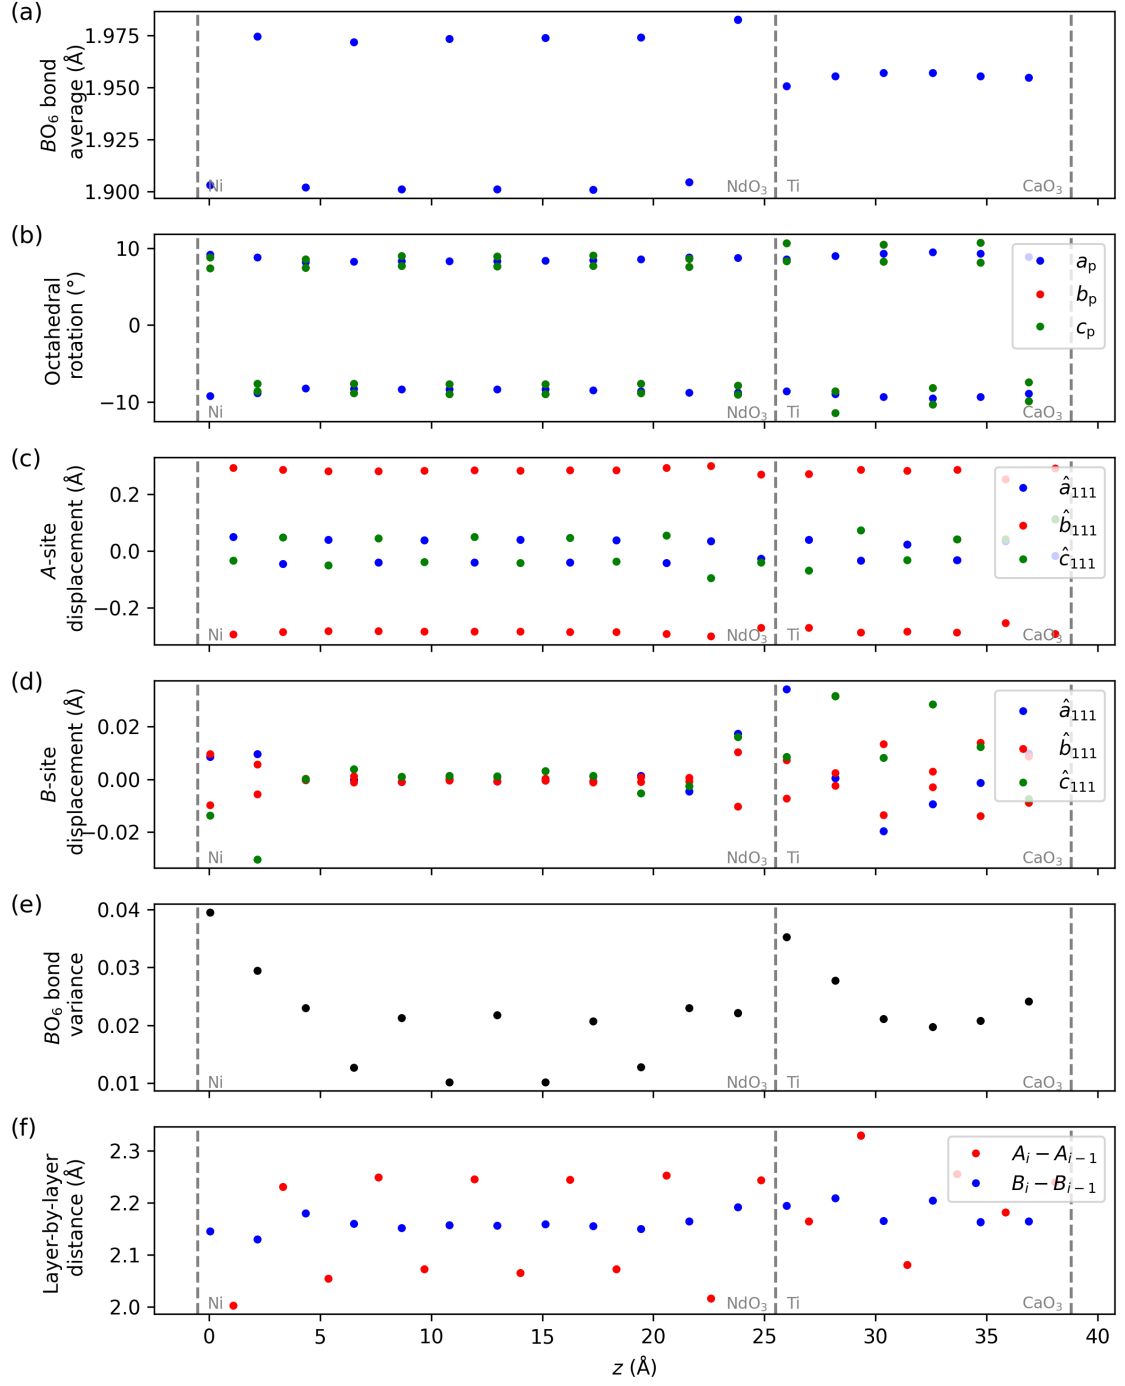 (a)
BO₆ bond
average (Å)
1.975
1.950
1.925
1.900
Ni
NdO₃
Ti
CaO₃
(b)
Octahedral
rotation (°)
10
0
−10
Ni
NdO₃
Ti
CaO₃
aₚ
bₚ
cₚ
(c)
A-site
displacement (Å)
0.2
0.0
−0.2
Ni
NdO₃
Ti
CaO₃
â₁₁₁
b̂₁₁₁
ĉ₁₁₁
(d)
B-site
displacement (Å)
0.02
0.00
−0.02
Ni
NdO₃
Ti
CaO₃
â₁₁₁
b̂₁₁₁
ĉ₁₁₁
(e)
BO₆ bond
variance
0.04
0.03
0.02
0.01
Ni
NdO₃
Ti
CaO₃
(f)
Layer-by-layer
distance (Å)
2.3
2.2
2.1
2.0
Ni
NdO₃
Ti
CaO₃
Aᵢ − Aᵢ₋₁
Bᵢ − Bᵢ₋₁
0 5 10 15 20 25 30 35 40
z (Å)